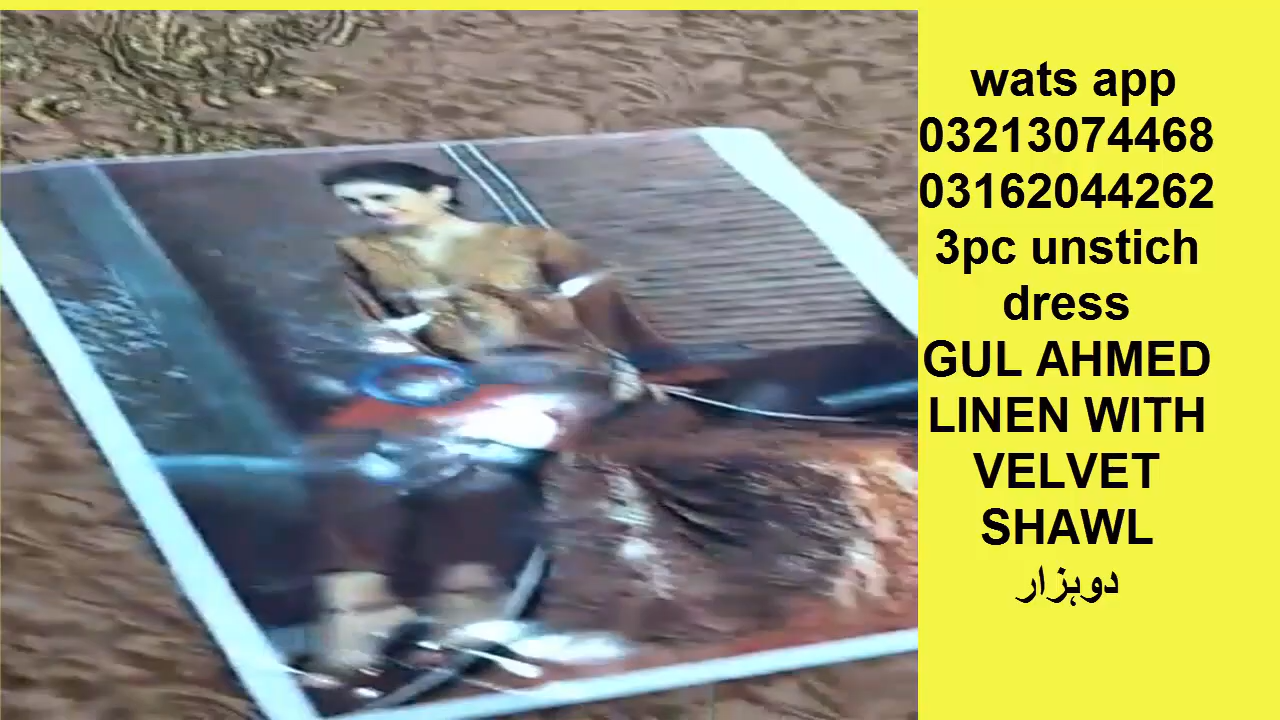 wats app
03213074468
03162044262
3pc unstich
dress
GUL AHMED
LINEN WITH
VELVET
SHAWL
دوہزار